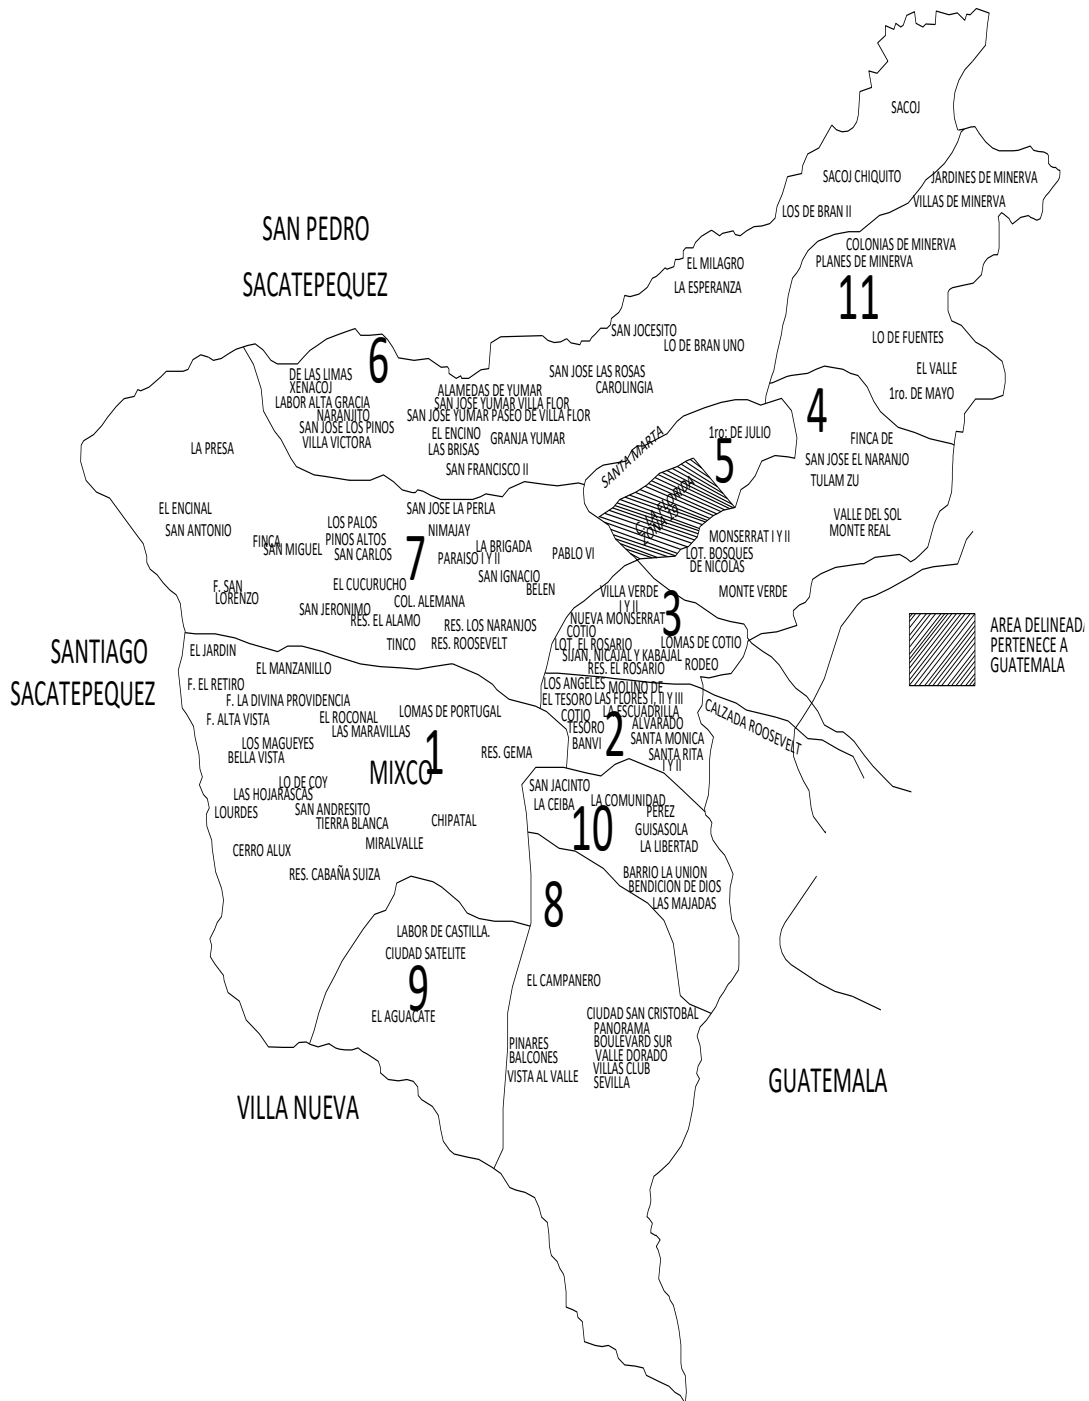 SACOJ
SACOJ CHIQUITO
JARDINES DE MINERVA
VILLAS DE MINERVA
LOS DE BRAN II
SAN PEDRO
SACATEPEQUEZ
COLONIAS DE MINERVA
PLANES DE MINERVA
11
EL MILAGRO
LA ESPERANZA
LO DE FUENTES
EL VALLE
1ro. DE MAYO
SAN JOCESITO
LO DE BRAN UNO
SAN JOSE LAS ROSAS
CAROLINGIA
6
DE LAS LIMAS
XENACOJ
LABOR ALTA GRACIA
NARANJITO
SAN JOSE LOS PINOS
VILLA VICTORA
ALAMEDAS DE YUMAR
SAN JOSE YUMAR VILLA FLOR
SAN JOSE YUMAR PASEO DE VILLA FLOR
EL ENCINO
GRANJA YUMAR
LAS BRISAS
SAN FRANCISCO II
4
FINCA DE
SAN JOSE EL NARANJO
TULAM ZU
VALLE DEL SOL
MONTE REAL
1ro: DE JULIO
5
SANTA MARTA
MONSERRAT I Y II
LOT. BOSQUES
DE NICOLAS
MONTE VERDE
LA PRESA
EL ENCINAL
SAN ANTONIO
FINCA
SAN MIGUEL
LOS PALOS
PINOS ALTOS
SAN CARLOS
SAN JOSE LA PERLA
NIMAJAY
7
LA BRIGADA
PARAISO I Y II
PABLO VI
SAN IGNACIO
BELEN
EL CUCURUCHO
COL. ALEMANA
F. SAN
LORENZO
SAN JERONIMO
RES. EL ALAMO
RES. LOS NARANJOS
TINCO
RES. ROOSEVELT
VILLA VERDE
I Y II
3
NUEVA MONSERRAT
COTIO
LOT. EL ROSARIO
LOMAS DE COTIO
SIJAN, NICAJAL Y KABAJAL
RES. EL ROSARIO
RODEO
AREA DELINEADA
PERTENECE A
GUATEMALA
SANTIAGO
SACATEPEQUEZ
EL JARDIN
EL MANZANILLO
F. EL RETIRO
F. LA DIVINA PROVIDENCIA
F. ALTA VISTA
EL ROCONAL
LAS MARAVILLAS
LOMAS DE PORTUGAL
LOS MAGUEYES
BELLA VISTA
1
MIXCO
RES. GEMA
LO DE COY
LAS HOJARASCAS
LOURDES
SAN ANDRESITO
TIERRA BLANCA
CHIPATAL
MIRALVALLE
CERRO ALUX
RES. CABAÑA SUIZA
LOS ANGELES
MOLINO DE
EL TESORO
LAS FLORES I, II Y III
COTIO
LA ESCUADRILLA
TESORO
BANVI
2
ALVARADO
SANTA MONICA
SANTA RITA
I Y II
CALZADA ROOSEVELT
SAN JACINTO
LA CEIBA
LA COMUNIDAD
PEREZ
10
GUISASOLA
LA LIBERTAD
BARRIO LA UNION
BENDICION DE DIOS
LAS MAJADAS
8
LABOR DE CASTILLA.
CIUDAD SATELITE
9
EL AGUACATE
EL CAMPANERO
CIUDAD SAN CRISTOBAL
PANORAMA
BOULEVARD SUR
VALLE DORADO
VILLAS CLUB
SEVILLA
PINARES
BALCONES
VISTA AL VALLE
VILLA NUEVA
GUATEMALA